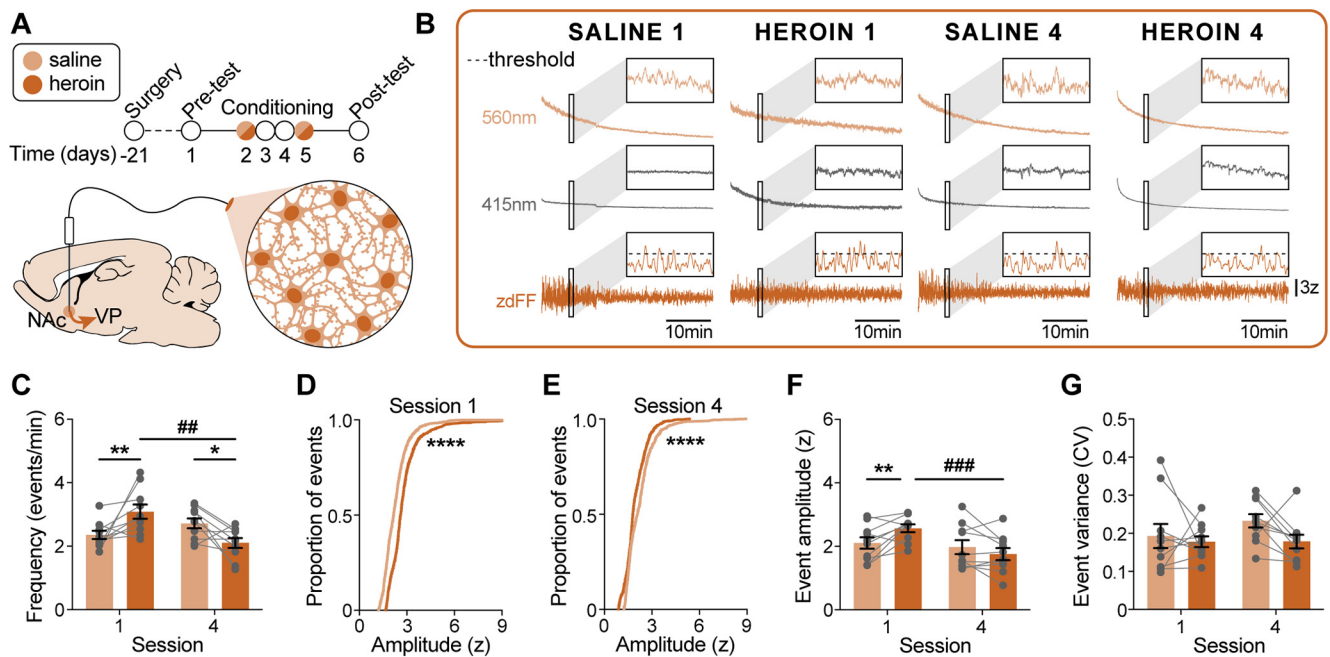 A
saline
heroin
Surgery
Pre-test
Conditioning
Post-test
Time (days) -21 1 2 3 4 5 6
NAc VP
B
SALINE 1 HEROIN 1 SALINE 4 HEROIN 4
---threshold
560nm
415nm
zdFF
3z
10min 10min 10min 10min
C
Frequency (events/min)
6
4
2
0
** ## *
1 4
Session
D
Session 1
Proportion of events
1.0
0.5
0
****
0 3 6 9
Amplitude (z)
E
Session 4
Proportion of events
1.0
0.5
0
****
0 3 6 9
Amplitude (z)
F
Event amplitude (z)
6
4
2
0
** ###
1 4
Session
G
Event variance (CV)
0.5
0.4
0.3
0.2
0.1
0
1 4
Session